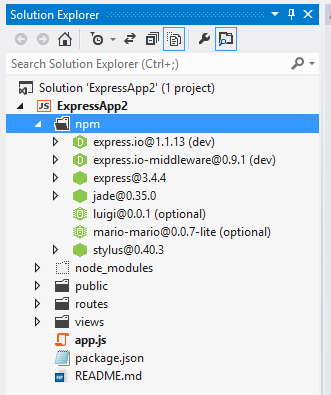 Solution Explorer
Search Solution Explorer (Ctrl+;)
Solution 'ExpressApp2' (1 project)
JS ExpressApp2
npm
D express.io@1.1.13 (dev)
D express.io-middleware@0.9.1 (dev)
express@3.4.4
jade@0.35.0
luigi@0.0.1 (optional)
mario-mario@0.0.7-lite (optional)
stylus@0.40.3
node_modules
public
routes
views
app.js
package.json
README.md